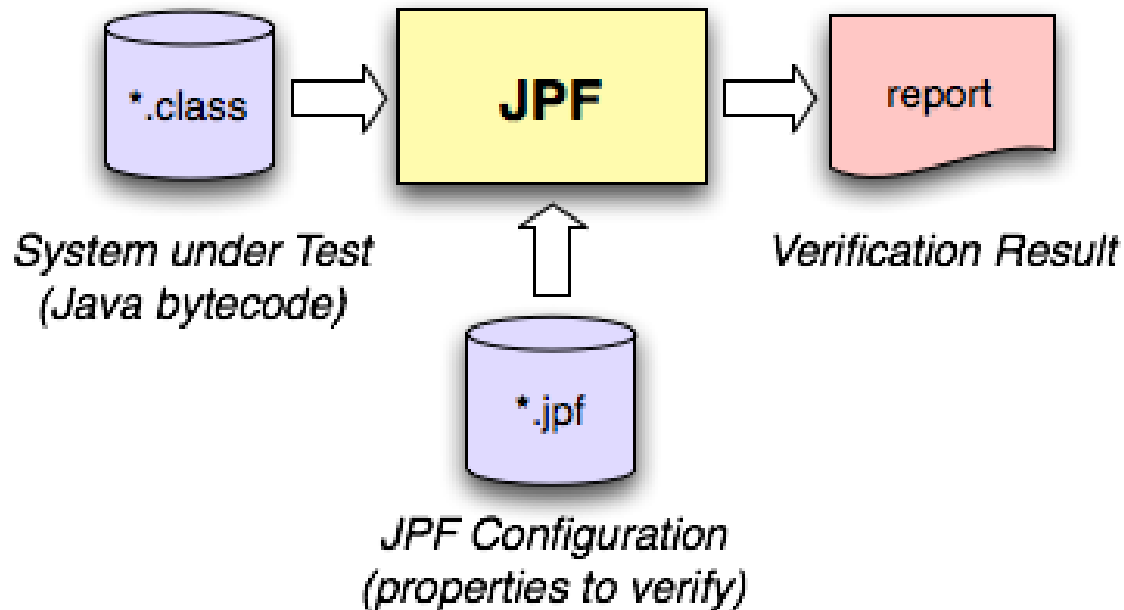 *.class
JPF
report
System under Test
(Java bytecode)
Verification Result
*.jpf
JPF Configuration
(properties to verify)